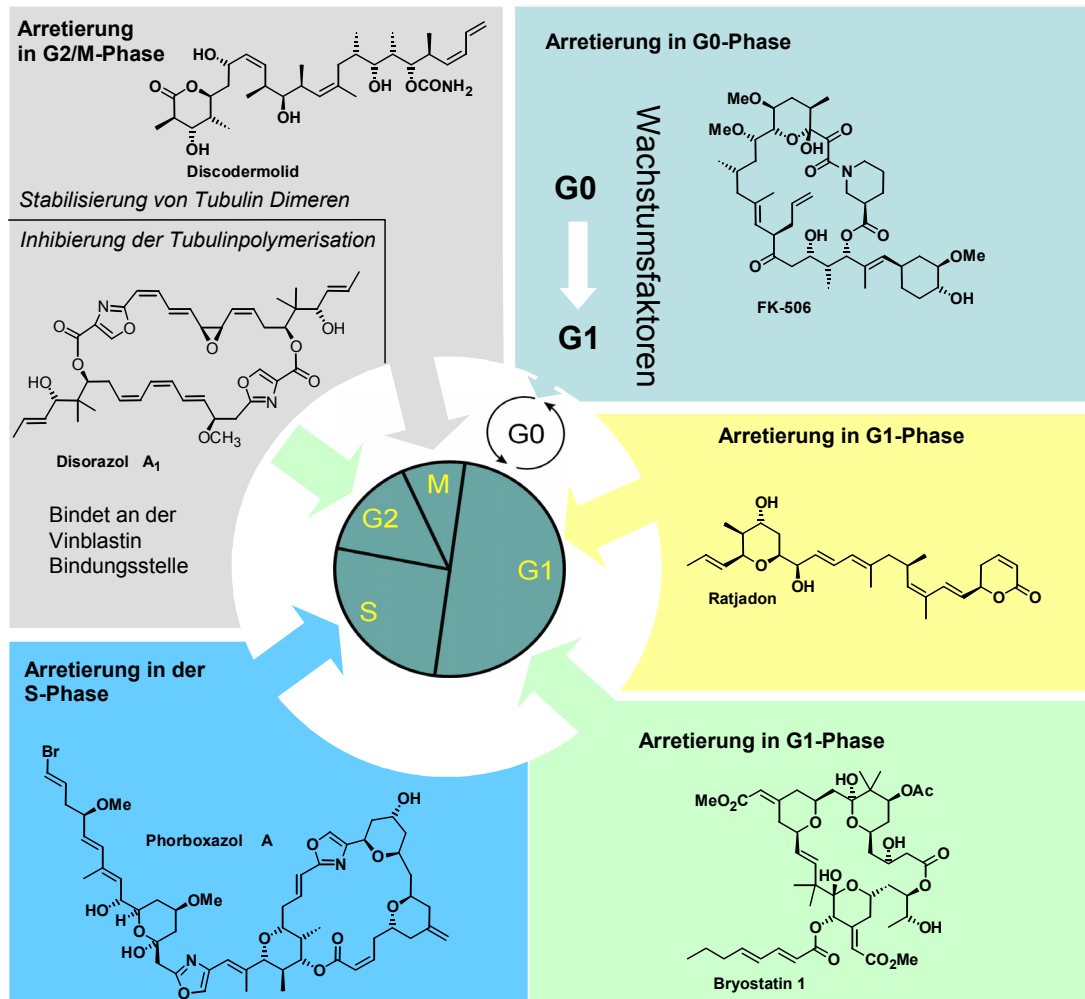 Arretierung
in G2/M-Phase
OH
O
O
OH
OH
OH
OCONH2
Discodermolid
Stabilisierung von Tubulin Dimeren
Inhibierung der Tubulinpolymerisation
N
O
O
O
O
OH
O
O
OH
O
N
OCH3
Disorazol A1
Bindet an der
Vinblastin
Bindungsstelle
Arretierung in G0-Phase
G0
G1
Wachstumsfaktoren
MeO
MeO
O
OH
O
O
N
O
O
OH
O
OMe
OH
FK-506
G0
M
G2
G1
S
Arretierung in G1-Phase
OH
O
OH
O
O
Ratjadon
Arretierung in der
S-Phase
Br
OMe
HO
H
OMe
HO
O
N
O
Phorboxazol A
OH
O
N
O
O
O
O
O
Arretierung in G1-Phase
MeO2C
HO
OAc
O
O
OH
O
HO
O
O
O
OH
O
CO2Me
Bryostatin 1